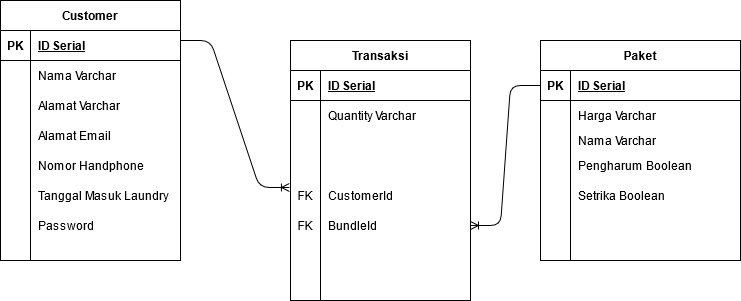 Customer
PK ID Serial
Nama Varchar
Alamat Varchar
Alamat Email
Nomor Handphone
Tanggal Masuk Laundry
Password
Transaksi
PK ID Serial
Quantity Varchar
FK CustomerId
FK BundleId
Paket
PK ID Serial
Harga Varchar
Nama Varchar
Pengharum Boolean
Setrika Boolean